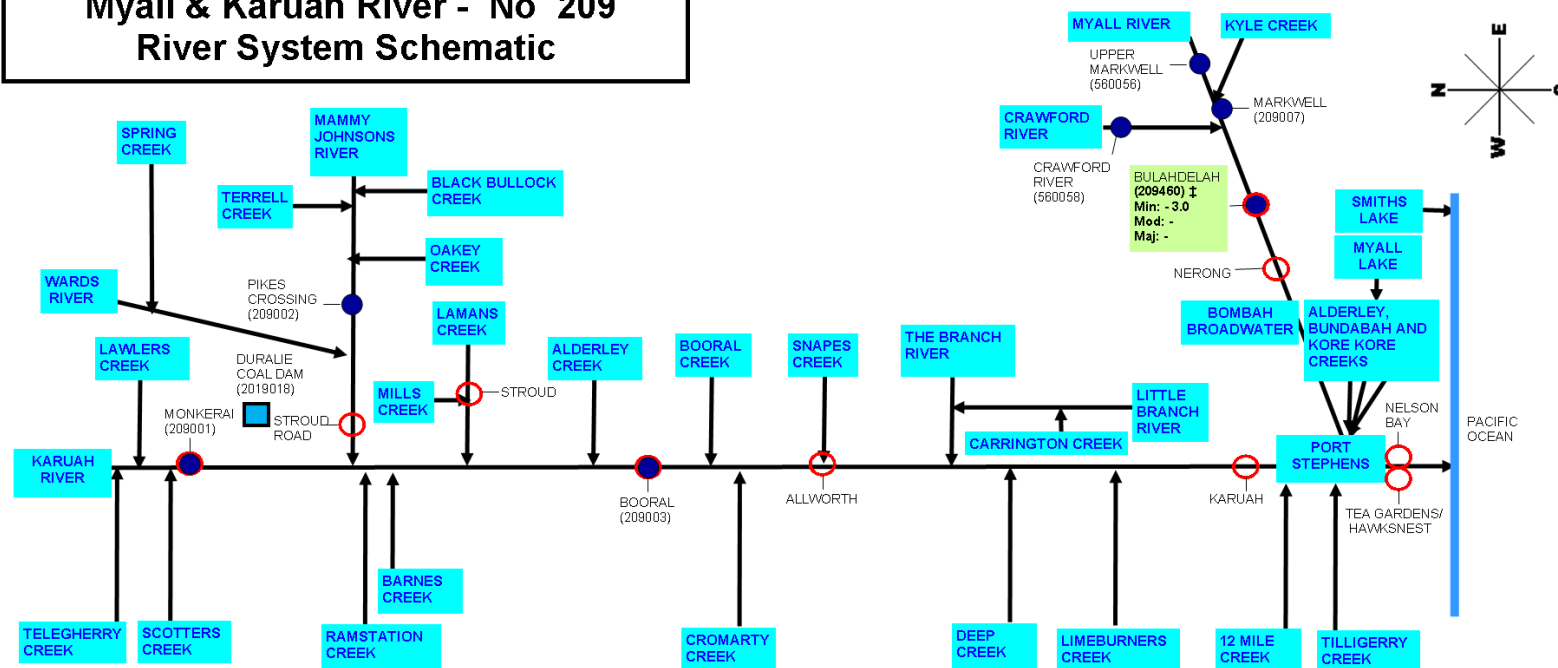 Myall & Karuah River - No 209
River System Schematic
MYALL RIVER
KYLE CREEK
UPPER
MARKWELL
(560056)
MARKWELL
(209007)
CRAWFORD
RIVER
CRAWFORD
RIVER
(560058)
BULAHDELAH
(209460) ‡
Min: - 3.0
Mod: -
Maj: -
NERONG
E
N
S
W
SMITHS
LAKE
MYALL
LAKE
BOMBAH
BROADWATER
ALDERLEY,
BUNDABAH AND
KORE KORE
CREEKS
SPRING
CREEK
MAMMY
JOHNSONS
RIVER
TERRELL
CREEK
BLACK BULLOCK
CREEK
OAKEY
CREEK
WARDS
RIVER
PIKES
CROSSING
(209002)
LAWLERS
CREEK
DURALIE
COAL DAM
(2019018)
MONKERAI
(209001)
STROUD
ROAD
LAMANS
CREEK
MILLS
CREEK
STROUD
ALDERLEY
CREEK
BOORAL
CREEK
SNAPES
CREEK
THE BRANCH
RIVER
LITTLE
BRANCH
RIVER
CARRINGTON CREEK
NELSON
BAY
PACIFIC
OCEAN
KARUAH
RIVER
BOORAL
(209003)
ALLWORTH
KARUAH
PORT
STEPHENS
TEA GARDENS/
HAWKSNEST
TELEGHERRY
CREEK
SCOTTERS
CREEK
RAMSTATION
CREEK
BARNES
CREEK
CROMARTY
CREEK
DEEP
CREEK
LIMEBURNERS
CREEK
12 MILE
CREEK
TILLIGERRY
CREEK